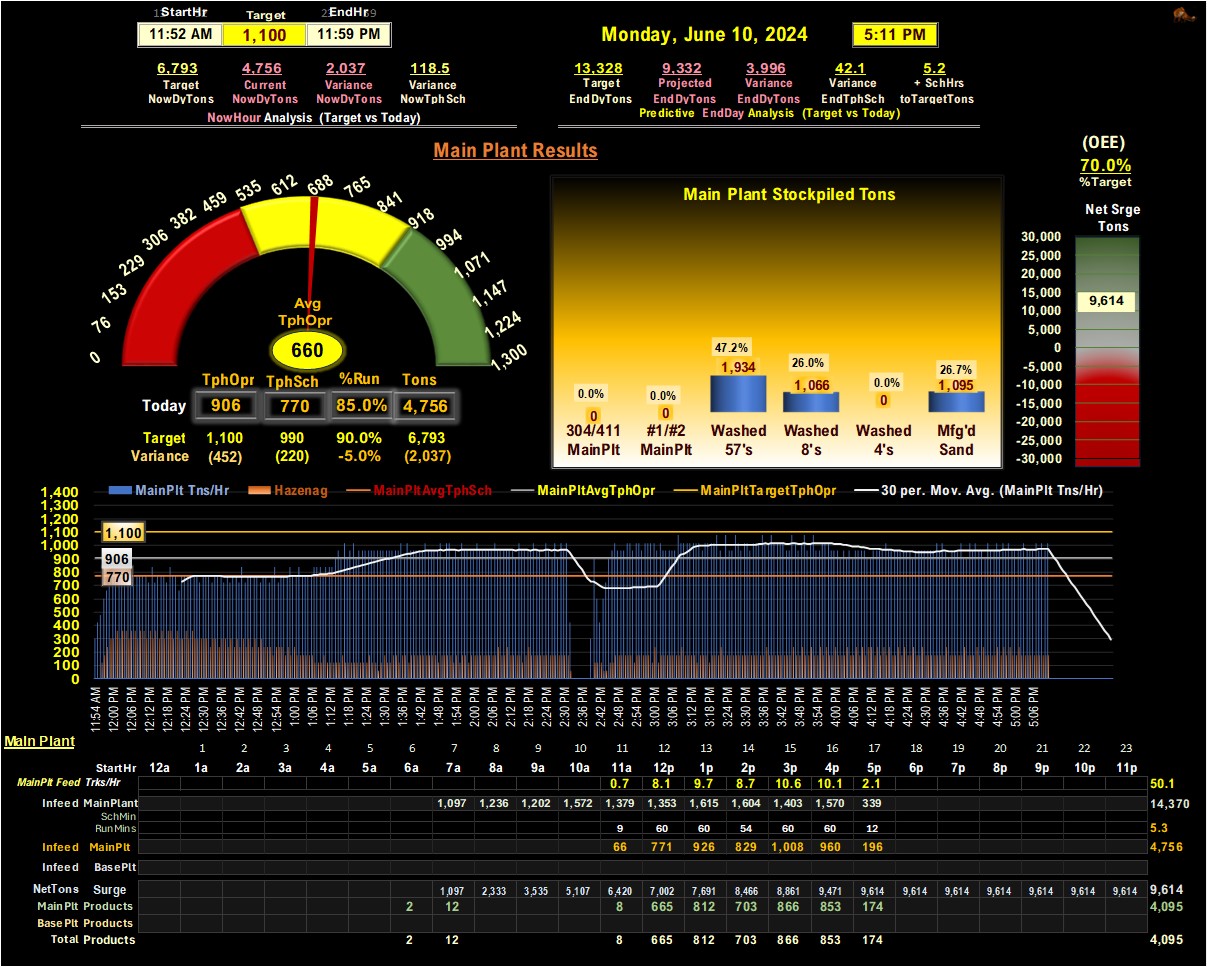 StartHr Target EndHr
11:52 AM 1,100 11:59 PM
Monday, June 10, 2024 5:11 PM
6,793 4,756 2,037 118.5
Target Current Variance Variance
NowDyTons NowDyTons NowDyTons NowTphSch
NowHour Analysis (Target vs Today)
13,328 9,332 3,996 42.1 5.2
Target Projected Variance Variance + SchHrs
EndDyTons EndDyTons EndDyTons EndTphSch toTargetTons
Predictive EndDay Analysis (Target vs Today)
Main Plant Results
(OEE)
70.0%
%Target
0 76 153 229 306 382 459 535 612 688 765 841 918 994 1,071 1,147 1,224 1,300
Avg
TphOpr
660
TphOpr TphSch %Run Tons
Today 906 770 85.0% 4,756
Target 1,100 990 90.0% 6,793
Variance (452) (220) -5.0% (2,037)
Main Plant Stockpiled Tons
0.0% 0.0% 47.2% 26.0% 0.0% 26.7%
0 0 1,934 1,066 0 1,095
304/411 #1/#2 Washed Washed Washed Mfg'd
MainPlt MainPlt 57's 8's 4's Sand
Net Srge
Tons
30,000
25,000
20,000
15,000
9,614
10,000
5,000
0
-5,000
-10,000
-15,000
-20,000
-25,000
-30,000
MainPlt Tns/Hr Hazenag MainPltAvgTphSch MainPltAvgTphOpr MainPltTargetTphOpr 30 per. Mov. Avg. (MainPlt Tns/Hr)
1,400
1,300
1,200
1,100
1,000
900
800
700
600
500
400
300
200
100
0
1,100
906
770
11:54 AM 12:00 PM 12:06 PM 12:12 PM 12:18 PM 12:24 PM 12:30 PM 12:36 PM 12:42 PM 12:48 PM 12:54 PM 1:00 PM 1:06 PM 1:12 PM 1:18 PM 1:24 PM 1:30 PM 1:36 PM 1:42 PM 1:48 PM 1:54 PM 2:00 PM 2:06 PM 2:12 PM 2:18 PM 2:24 PM 2:30 PM 2:36 PM 2:42 PM 2:48 PM 2:54 PM 3:00 PM 3:06 PM 3:12 PM 3:18 PM 3:24 PM 3:30 PM 3:36 PM 3:42 PM 3:48 PM 3:54 PM 4:00 PM 4:06 PM 4:12 PM 4:18 PM 4:24 PM 4:30 PM 4:36 PM 4:42 PM 4:48 PM 4:54 PM 5:00 PM 5:08 PM
Main Plant
1 2 3 4 5 6 7 8 9 10 11 12 13 14 15 16 17 18 19 20 21 22 23
StartHr 12a 1a 2a 3a 4a 5a 6a 7a 8a 9a 10a 11a 12p 1p 2p 3p 4p 5p 6p 7p 8p 9p 10p 11p
MainPlt Feed Trks/Hr 0.7 8.1 9.7 8.7 10.6 10.1 2.1 50.1
Infeed MainPlant 1,097 1,236 1,202 1,572 1,379 1,353 1,615 1,604 1,403 1,570 339 14,370
SchMin
RunMins 9 60 60 54 60 60 12 5.3
Infeed MainPlt 66 771 926 829 1,008 960 196 4,756
Infeed BasePlt
NetTons Surge 1,097 2,333 3,535 5,107 6,420 7,002 7,691 8,466 8,861 9,471 9,614 9,614 9,614 9,614 9,614 9,614 9,614 9,614
MainPlt Products 2 12 8 665 812 703 866 853 174 4,095
BasePlt Products
Total Products 2 12 8 665 812 703 866 853 174 4,095